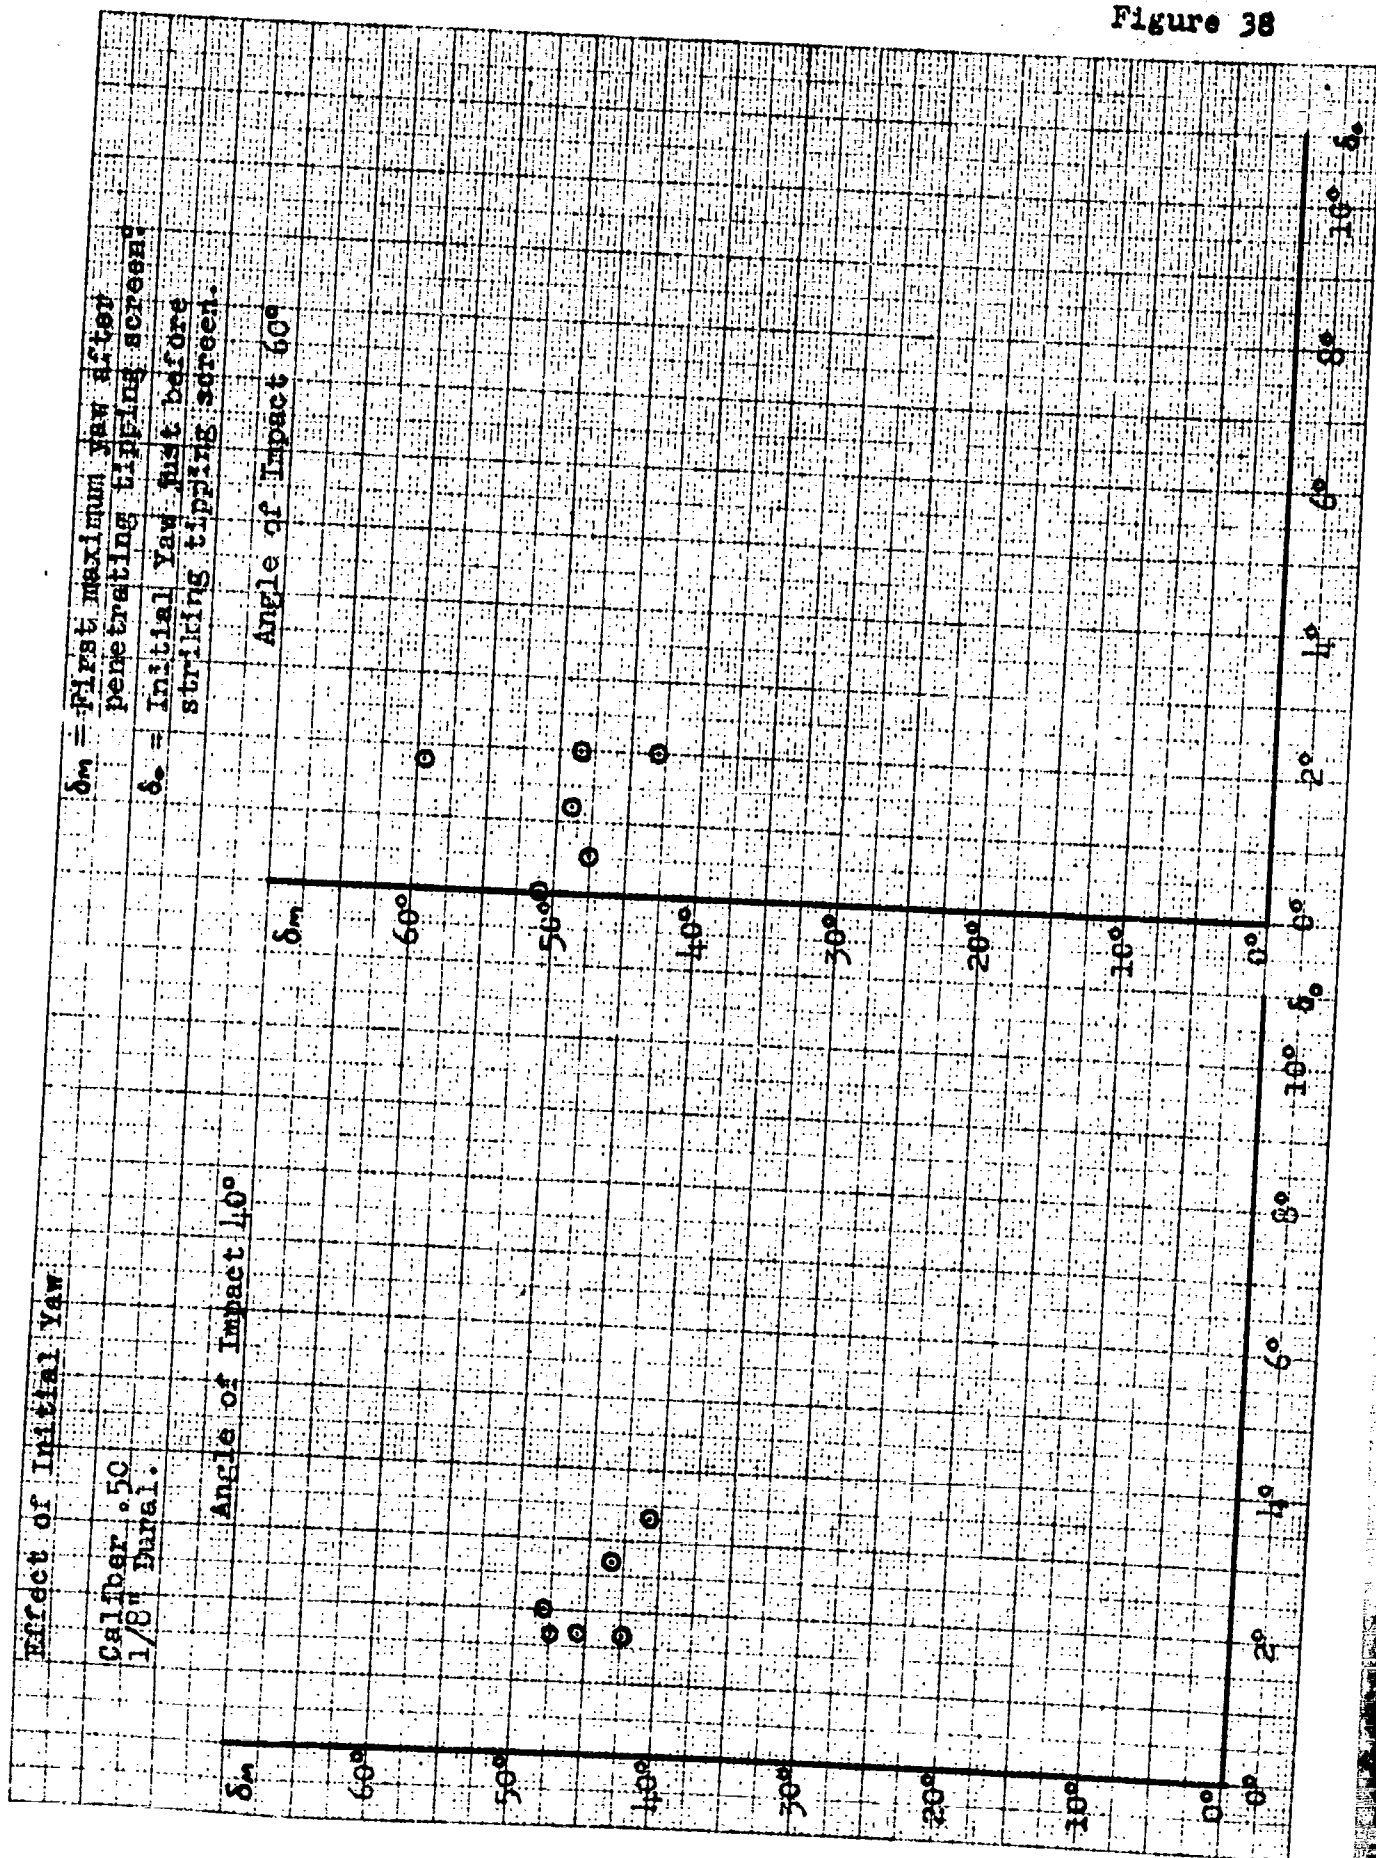 Figure 38
Effect of Initial Yaw
Caliber .50
1/8" Dural.
δm = First maximum yaw after
penetrating tipping screen.
δo = Initial Yaw just before
striking tipping screen.
Angle of Impact 40°
δm
60°
50°
40°
30°
20°
10°
0°
0°
2°
4°
6°
8°
10°
δo
Angle of Impact 60°
δm
60°
50°
40°
30°
20°
10°
0°
0°
2°
4°
6°
8°
10°
δo